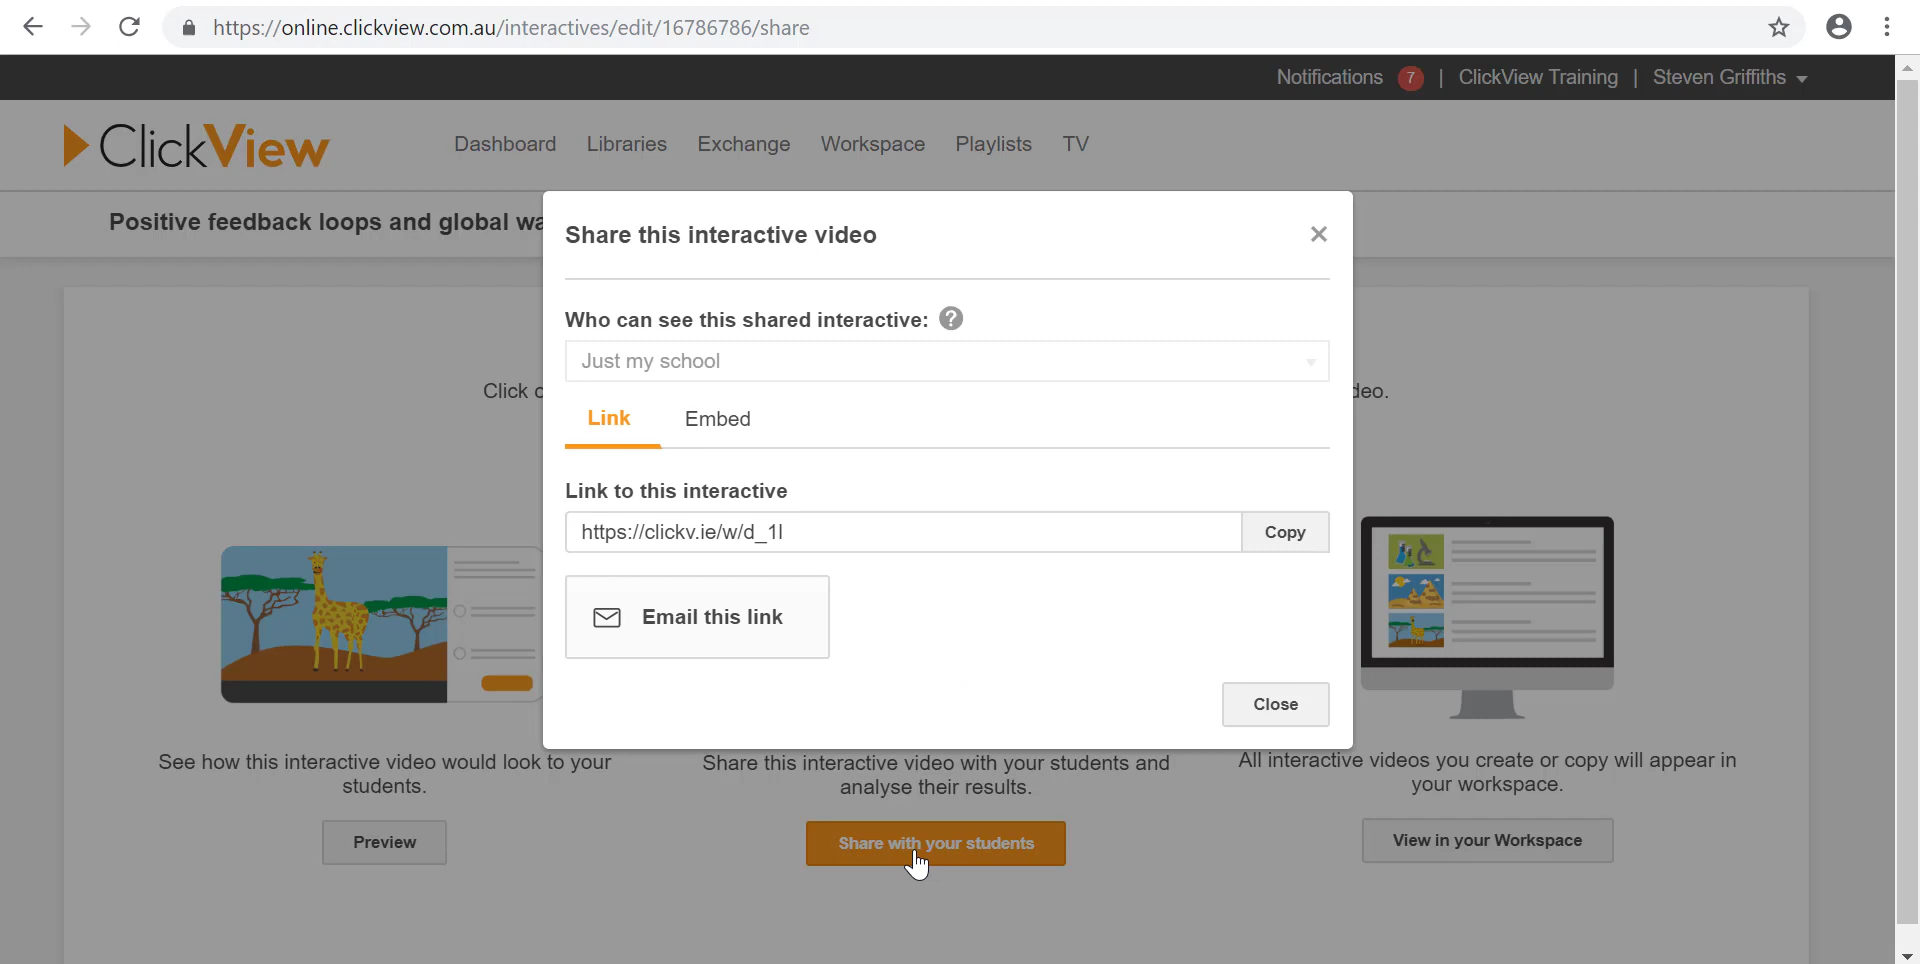 https://online.clickview.com.au/interactives/edit/16786786/share
Notifications 7 | ClickView Training | Steven Griffiths
ClickView
Dashboard Libraries Exchange Workspace Playlists TV
Positive feedback loops and global wa
Share this interactive video
Who can see this shared interactive: ?
Just my school
Click deo.
Link Embed
Link to this interactive
https://clickv.ie/w/d_1l
Copy
Email this link
Close
See how this interactive video would look to your
students.
Preview
Share this interactive video with your students and
analyse their results.
Share with your students
All interactive videos you create or copy will appear in
your workspace.
View in your Workspace